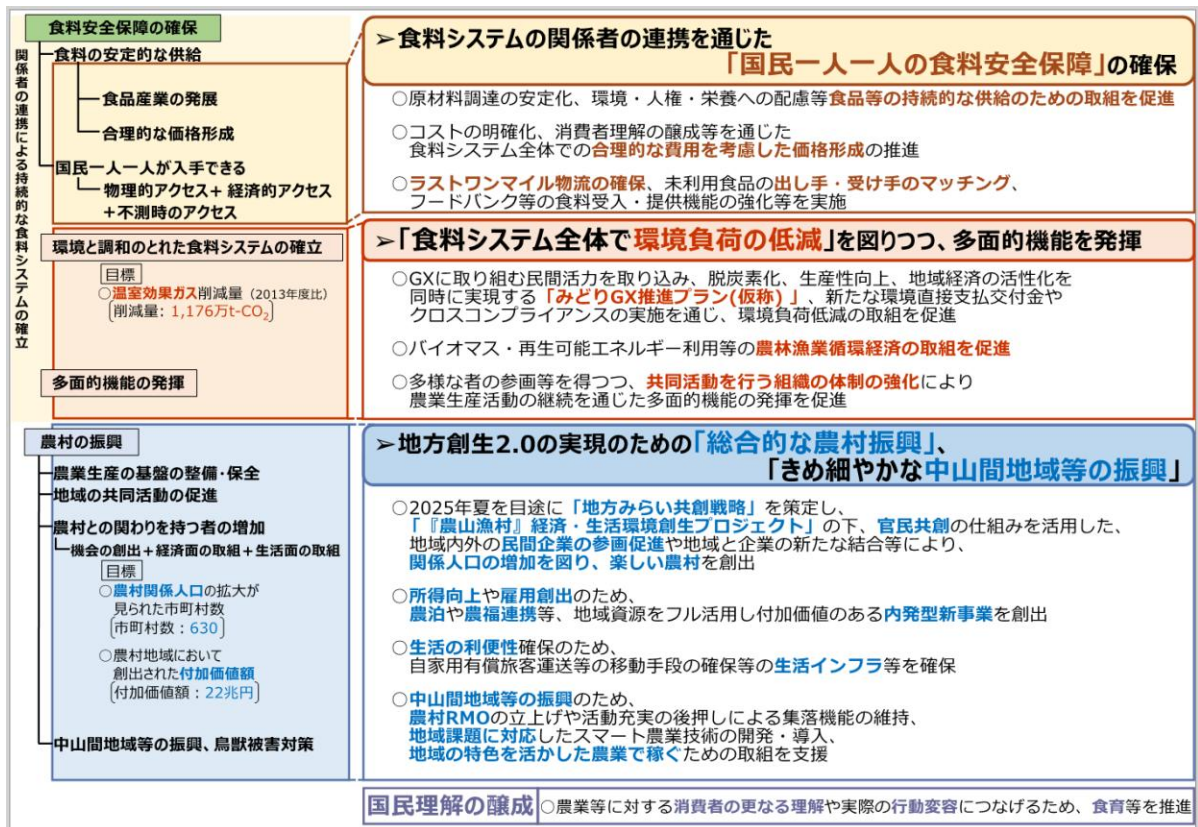 食料安全保障の確保
関係者の連携による持続的な食料システムの確立
食料の安定的な供給
食品産業の発展
合理的な価格形成
国民一人一人が入手できる
物理的アクセス+ 経済的アクセス
+不測時のアクセス
➢食料システムの関係者の連携を通じた
「国民一人一人の食料安全保障」の確保
○原材料調達の安定化、環境・人権・栄養への配慮等食品等の持続的な供給のための取組を促進
○コストの明確化、消費者理解の醸成等を通じた
食料システム全体での合理的な費用を考慮した価格形成の推進
○ラストワンマイル物流の確保、未利用食品の出し手・受け手のマッチング、
フードバンク等の食料受入・提供機能の強化等を実施
環境と調和のとれた食料システムの確立
目標
○温室効果ガス削減量（2013年度比）
[削減量: 1,176万t-CO₂]
多面的機能の発揮
➢「食料システム全体で環境負荷の低減」を図りつつ、多面的機能を発揮
○GXに取り組む民間活力を取り込み、脱炭素化、生産性向上、地域経済の活性化を
同時に実現する「みどりGX推進プラン(仮称) 」、新たな環境直接支払交付金や
クロスコンプライアンスの実施を通じ、環境負荷低減の取組を促進
○バイオマス・再生可能エネルギー利用等の農林漁業循環経済の取組を促進
○多様な者の参画等を得つつ、共同活動を行う組織の体制の強化により
農業生産活動の継続を通じた多面的機能の発揮を促進
農村の振興
農業生産の基盤の整備・保全
地域の共同活動の促進
農村との関わりを持つ者の増加
機会の創出+経済面の取組+生活面の取組
目標
○農村関係人口の拡大が
見られた市町村数
[市町村数：630]
○農村地域において
創出された付加価値額
[付加価値額：22兆円]
中山間地域等の振興、鳥獣被害対策
➢地方創生2.0の実現のための「総合的な農村振興」、
「きめ細やかな中山間地域等の振興」
○2025年夏を目途に「地方みらい共創戦略」を策定し、
「『農山漁村』経済・生活環境創生プロジェクト」の下、官民共創の仕組みを活用した、
地域内外の民間企業の参画促進や地域と企業の新たな結合等により、
関係人口の増加を図り、楽しい農村を創出
○所得向上や雇用創出のため、
農泊や農福連携等、地域資源をフル活用し付加価値のある内発型新事業を創出
○生活の利便性確保のため、
自家用有償旅客運送等の移動手段の確保等の生活インフラ等を確保
○中山間地域等の振興のため、
農村RMOの立上げや活動充実の後押しによる集落機能の維持、
地域課題に対応したスマート農業技術の開発・導入、
地域の特色を活かした農業で稼ぐための取組を支援
国民理解の醸成
○農業等に対する消費者の更なる理解や実際の行動変容につなげるため、食育等を推進